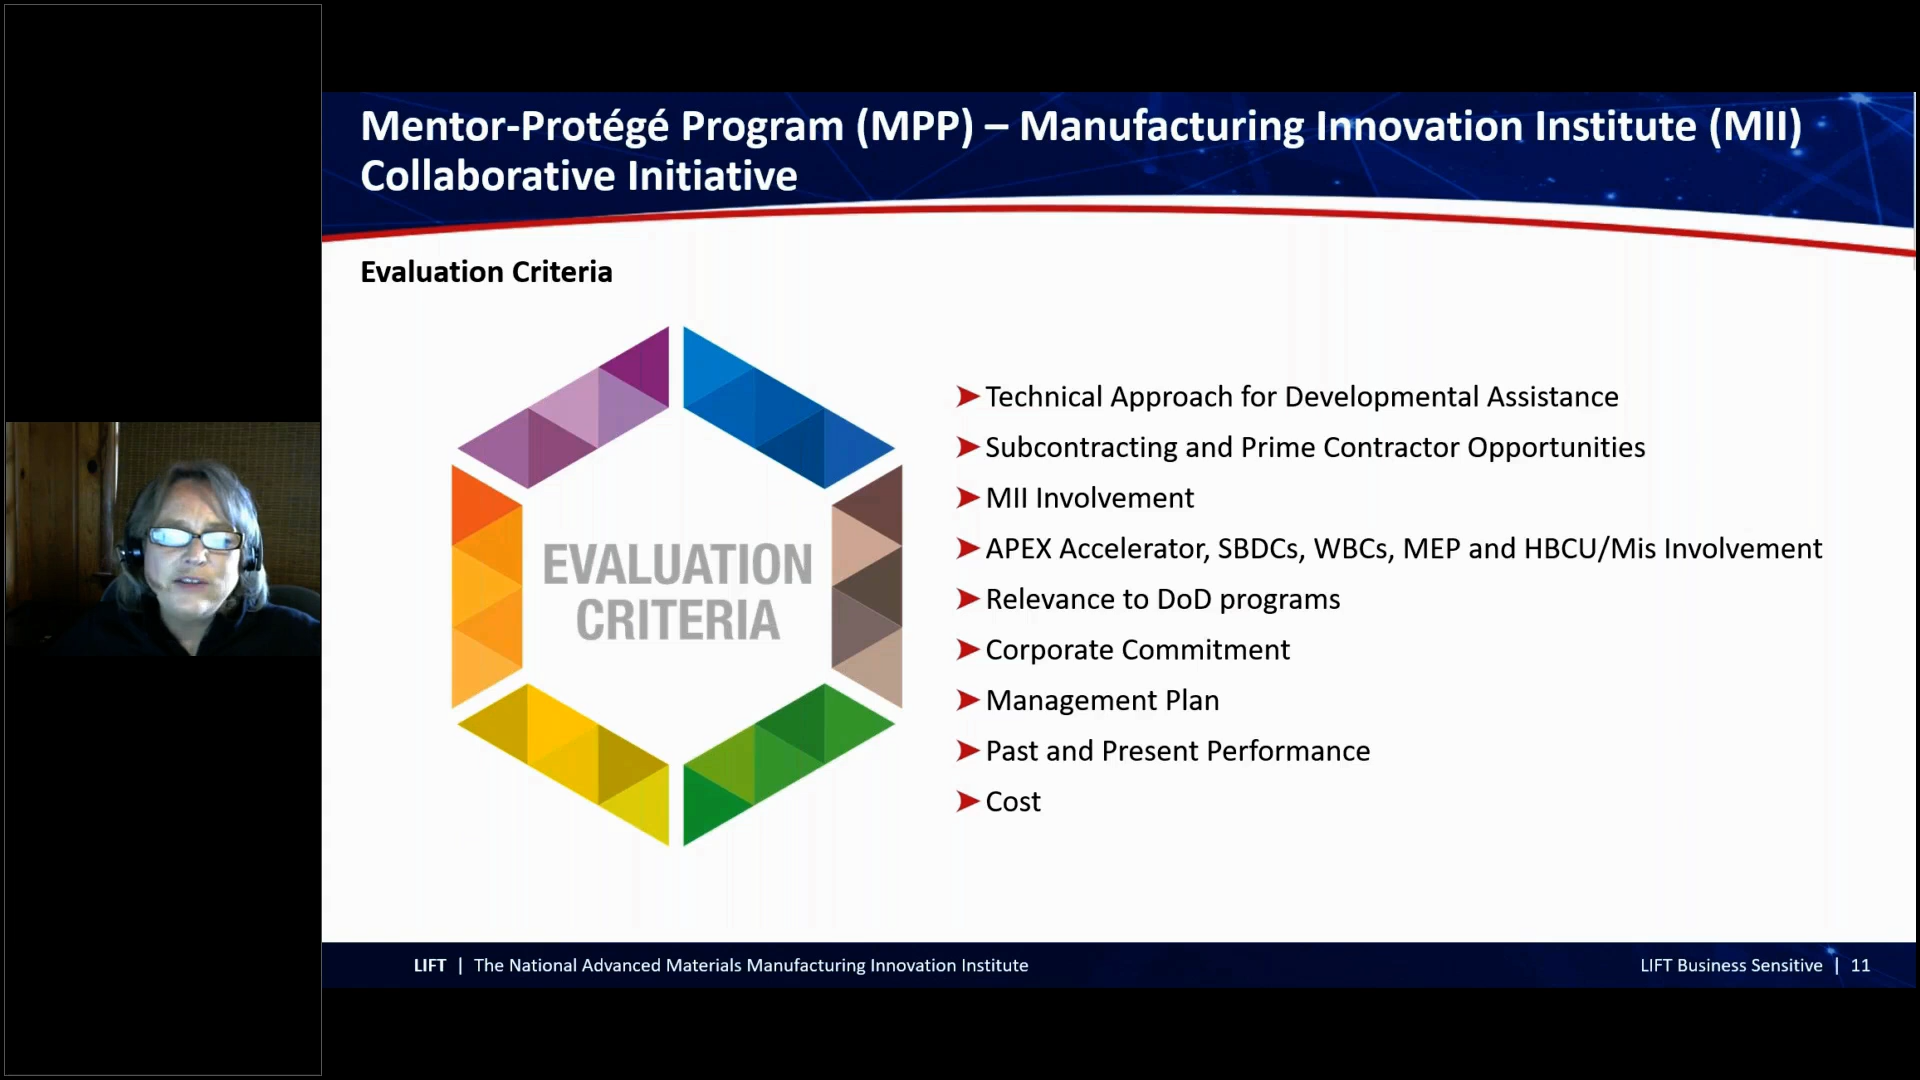 Mentor-Protégé Program (MPP) – Manufacturing Innovation Institute (MII)
Collaborative Initiative
Evaluation Criteria
EVALUATION
CRITERIA
➤Technical Approach for Developmental Assistance
➤Subcontracting and Prime Contractor Opportunities
➤MII Involvement
➤APEX Accelerator, SBDCs, WBCs, MEP and HBCU/Mis Involvement
➤Relevance to DoD programs
➤Corporate Commitment
➤Management Plan
➤Past and Present Performance
➤Cost
LIFT | The National Advanced Materials Manufacturing Innovation Institute
LIFT Business Sensitive | 11